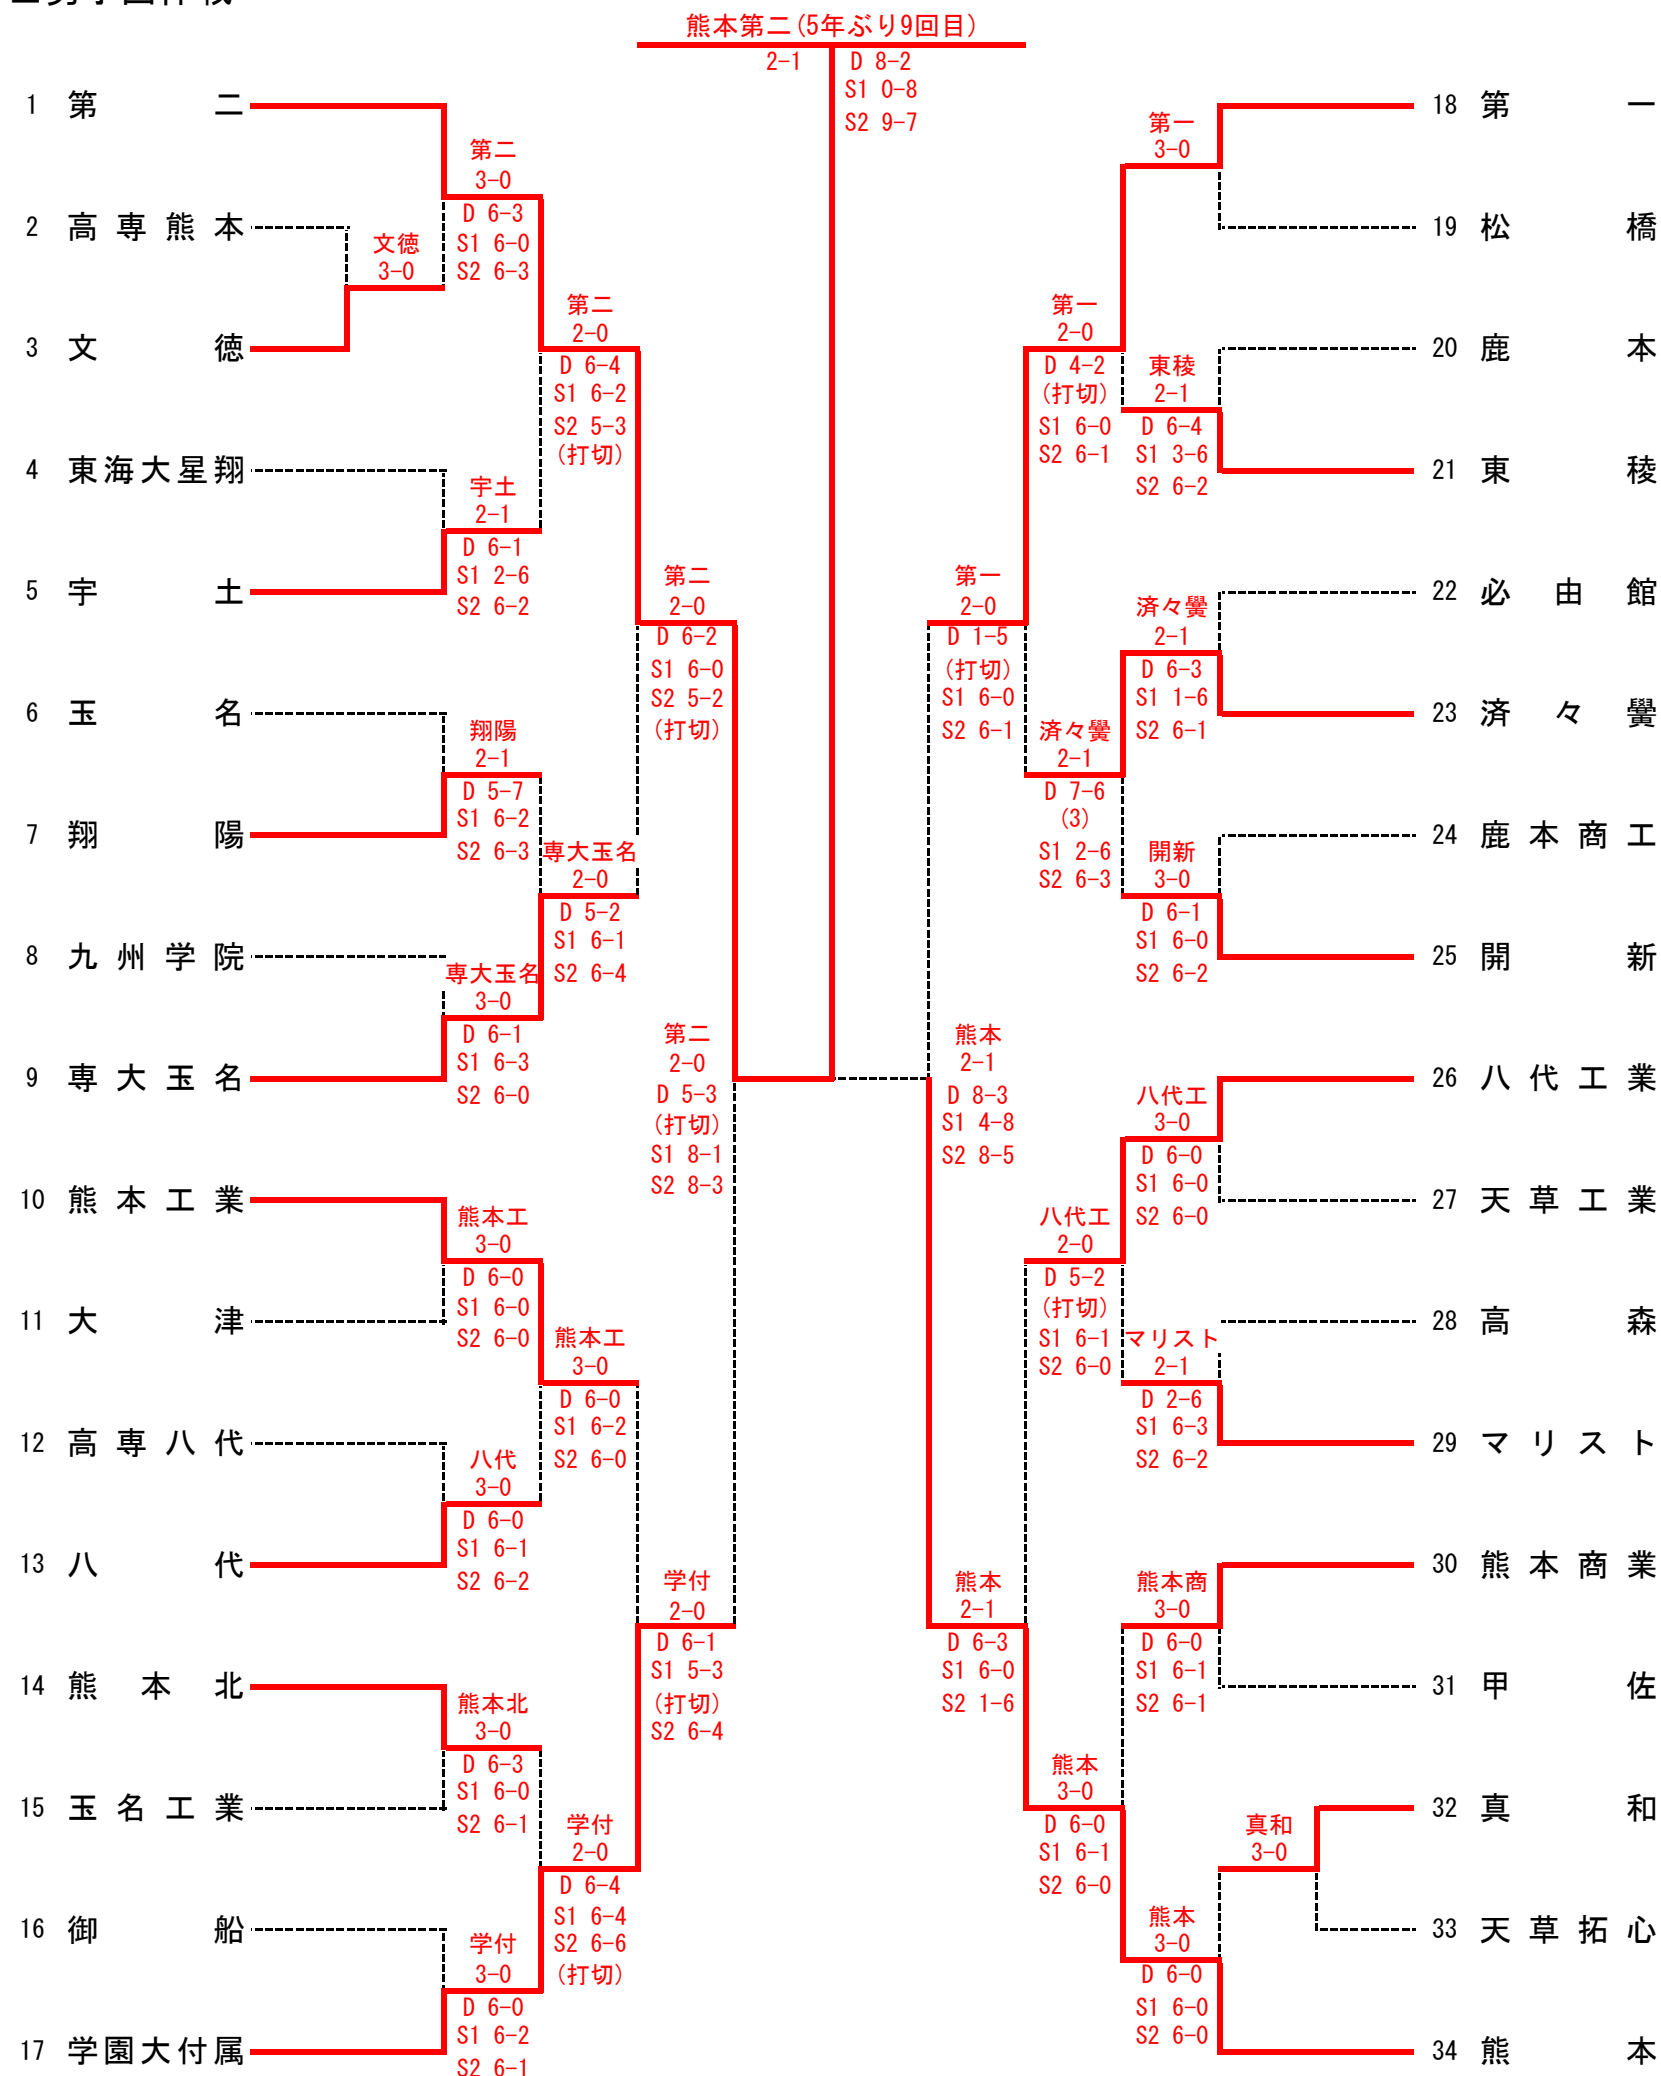 熊本第二(5年ぶり9回目)
2-1
D 8-2
S1 0-8
S2 9-7
1 第二
2 高専熊本
3 文徳
4 東海大星翔
5 宇土
6 玉名
7 翔陽
8 九州学院
9 専大玉名
10 熊本工業
11 大津
12 高専八代
13 八代
14 熊本北
15 玉名工業
16 御船
17 学園大付属
文徳
3-0
第二
3-0
D 6-3
S1 6-0
S2 6-3
宇土
2-1
D 6-1
S1 2-6
S2 6-2
翔陽
2-1
D 5-7
S1 6-2
S2 6-3
専大玉名
3-0
D 6-1
S1 6-3
S2 6-0
熊本工
3-0
D 6-0
S1 6-0
S2 6-0
八代
3-0
D 6-0
S1 6-1
S2 6-2
熊本北
3-0
D 6-3
S1 6-0
S2 6-1
学付
3-0
D 6-0
S1 6-2
S2 6-1
第二
2-0
D 6-4
S1 6-2
S2 5-3
(打切)
専大玉名
2-0
D 5-2
S1 6-1
S2 6-4
熊本工
3-0
D 6-0
S1 6-2
S2 6-0
学付
2-0
D 6-4
S1 6-4
S2 6-6
(打切)
第二
2-0
D 6-2
S1 6-0
S2 5-2
(打切)
学付
2-0
D 6-1
S1 5-3
(打切)
S2 6-4
第二
2-0
D 5-3
(打切)
S1 8-1
S2 8-3
熊本
2-1
D 8-3
S1 4-8
S2 8-5
第一
2-0
D 1-5
(打切)
S1 6-0
S2 6-1
熊本
2-1
D 6-3
S1 6-0
S2 1-6
第一
2-0
D 4-2
(打切)
S1 6-0
S2 6-1
済々黌
2-1
D 7-6
(3)
S1 2-6
S2 6-3
八代工
2-0
D 5-2
(打切)
S1 6-1
S2 6-0
熊本
3-0
D 6-0
S1 6-1
S2 6-0
第一
3-0
東稜
2-1
D 6-4
S1 3-6
S2 6-2
済々黌
2-1
D 6-3
S1 1-6
S2 6-1
開新
3-0
D 6-1
S1 6-0
S2 6-2
八代工
3-0
D 6-0
S1 6-0
S2 6-0
マリスト
2-1
D 2-6
S1 6-3
S2 6-2
熊本商
3-0
D 6-0
S1 6-1
S2 6-1
真和
3-0
熊本
3-0
D 6-0
S1 6-0
S2 6-0
18 第一
19 松橋
20 鹿本
21 東稜
22 必由館
23 済々黌
24 鹿本商工
25 開新
26 八代工業
27 天草工業
28 高森
29 マリスト
30 熊本商業
31 甲佐
32 真和
33 天草拓心
34 熊本